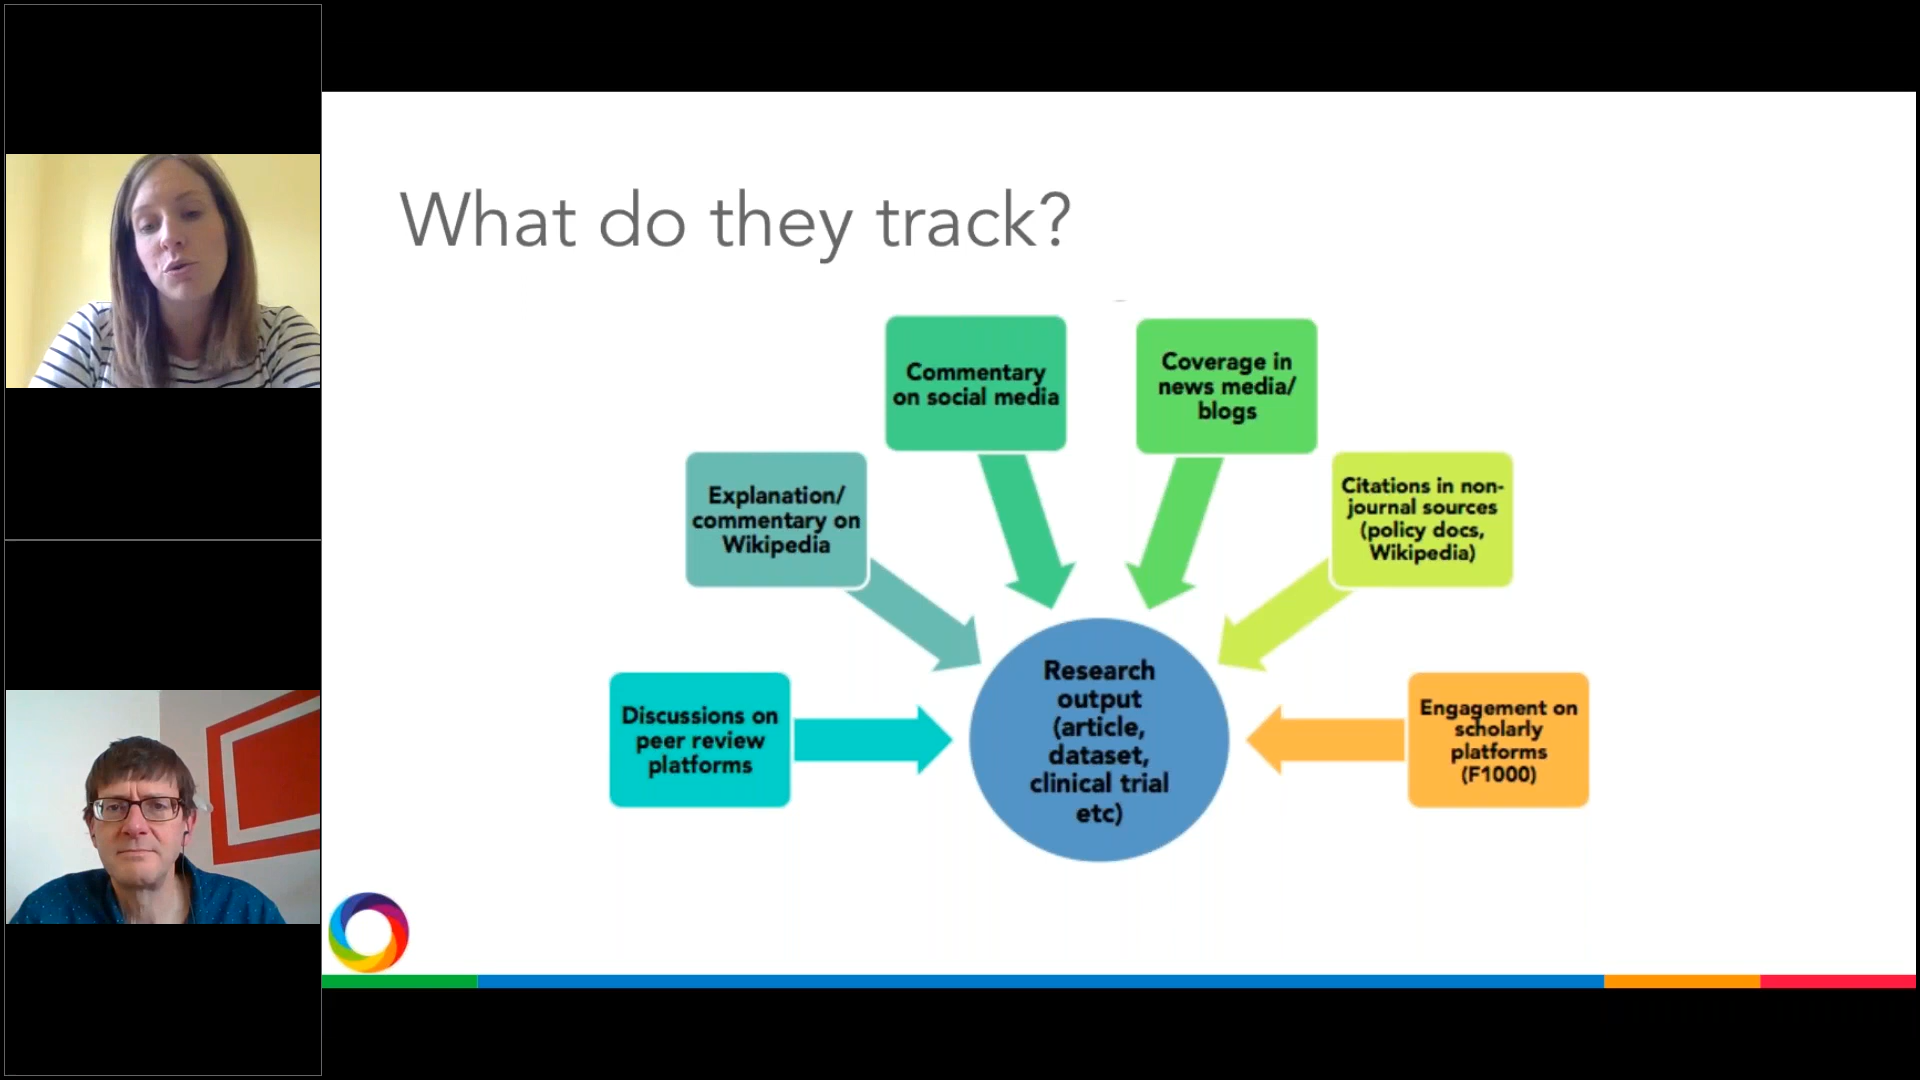 What do they track?
Commentary
on social media
Coverage in
news media/
blogs
Explanation/
commentary on
Wikipedia
Citations in non-
journal sources
(policy docs,
Wikipedia)
Discussions on
peer review
platforms
Research
output
(article,
dataset,
clinical trial
etc)
Engagement on
scholarly
platforms
(F1000)